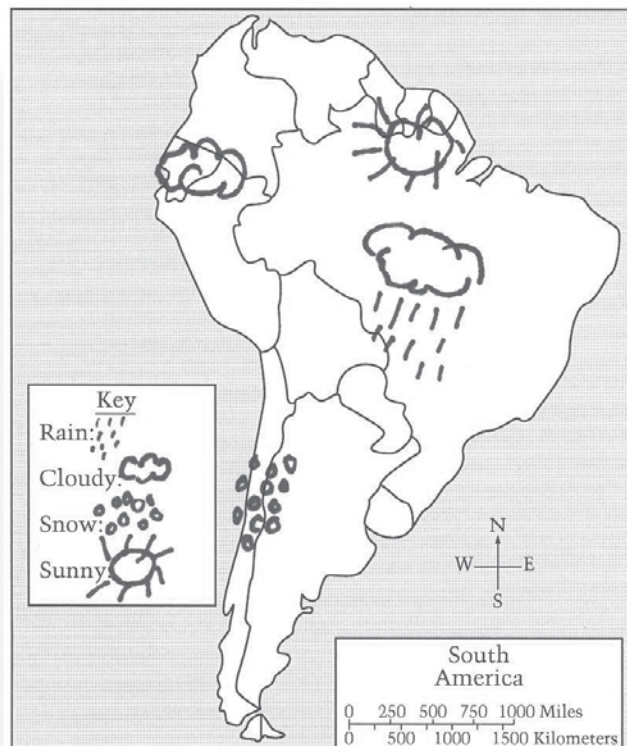 Key
Rain:
Cloudy:
Snow:
Sunny:
N
W E
S
South
America
0 250 500 750 1000 Miles
0 500 1000 1500 Kilometers